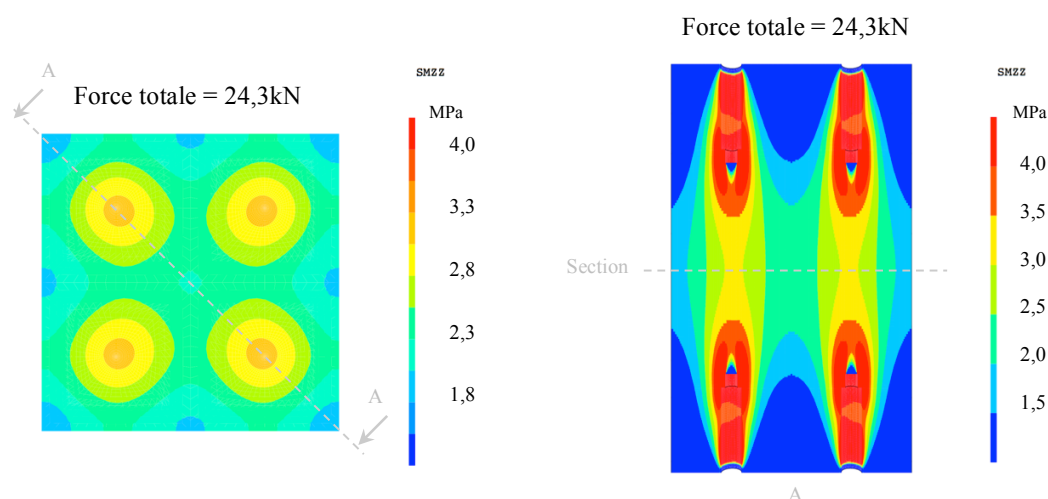 A
Force totale = 24,3kN
SMZZ
MPa
4,0
3,3
2,8
2,3
1,8
A
Force totale = 24,3kN
SMZZ
MPa
4,0
3,5
3,0
2,5
2,0
1,5
Section
A